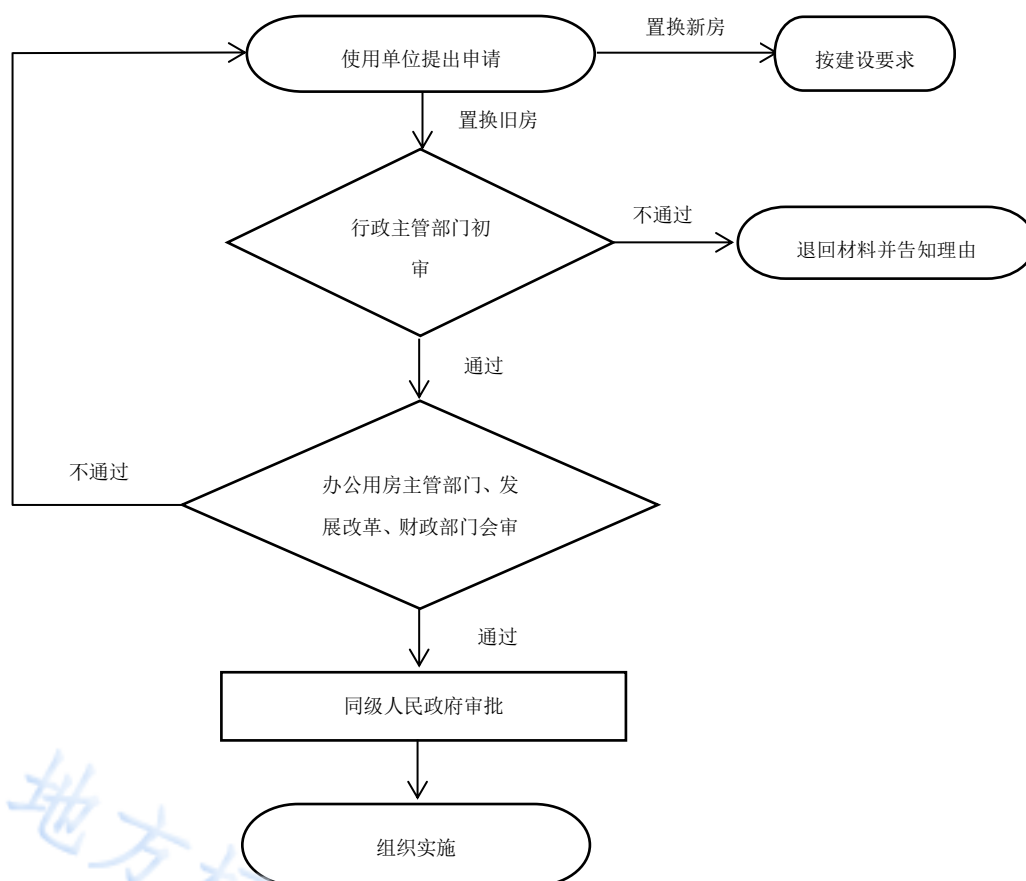 置换新房
使用单位提出申请
按建设要求
置换旧房
行政主管部门初
审
不通过
退回材料并告知理由
通过
不通过
办公用房主管部门、发
展改革、财政部门会审
通过
同级人民政府审批
组织实施
地方